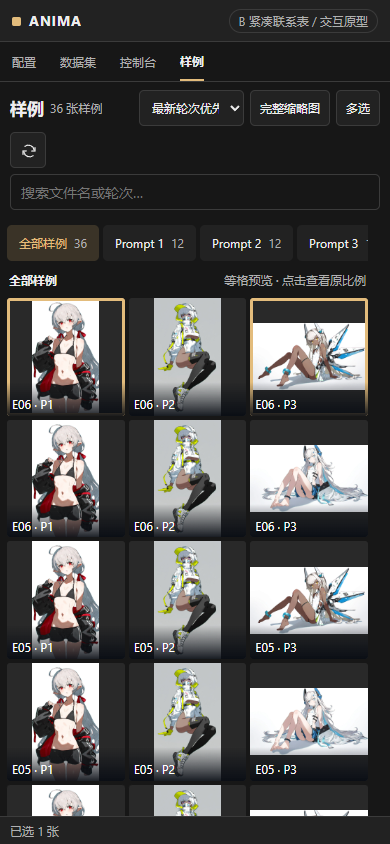 ANIMA
B 紧凑联系表 / 交互原型
配置 数据集 控制台 样例
样例 36 张样例 最新轮次优先 完整缩略图 多选
搜索文件名或轮次...
全部样例 36 Prompt 1 12 Prompt 2 12 Prompt 3
全部样例 等格预览 · 点击查看原比例
E06 · P1 E06 · P2 E06 · P3
E06 · P1 E06 · P2 E06 · P3
E05 · P1 E05 · P2 E05 · P3
E05 · P1 E05 · P2 E05 · P3
已选 1 张